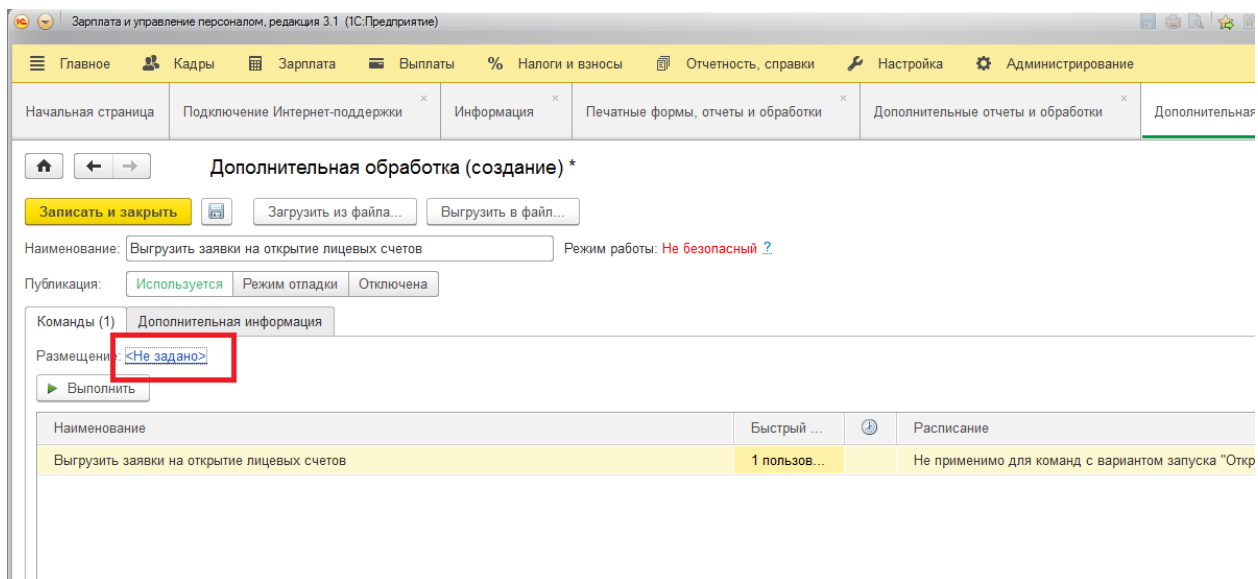 Зарплата и управление персоналом, редакция 3.1 (1С:Предприятие)
Главное Кадры Зарплата Выплаты % Налоги и взносы Отчетность, справки Настройка Администрирование
Начальная страница Подключение Интернет-поддержки × Информация × Печатные формы, отчеты и обработки × Дополнительные отчеты и обработки × Дополнительная
Дополнительная обработка (создание) *
Записать и закрыть Загрузить из файла... Выгрузить в файл...
Наименование: Выгрузить заявки на открытие лицевых счетов Режим работы: Не безопасный ?
Публикация: Используется Режим отладки Отключена
Команды (1) Дополнительная информация
Размещение: <Не задано>
Выполнить
Наименование Быстрый ... Расписание
Выгрузить заявки на открытие лицевых счетов 1 пользов... Не применимо для команд с вариантом запуска "Откр